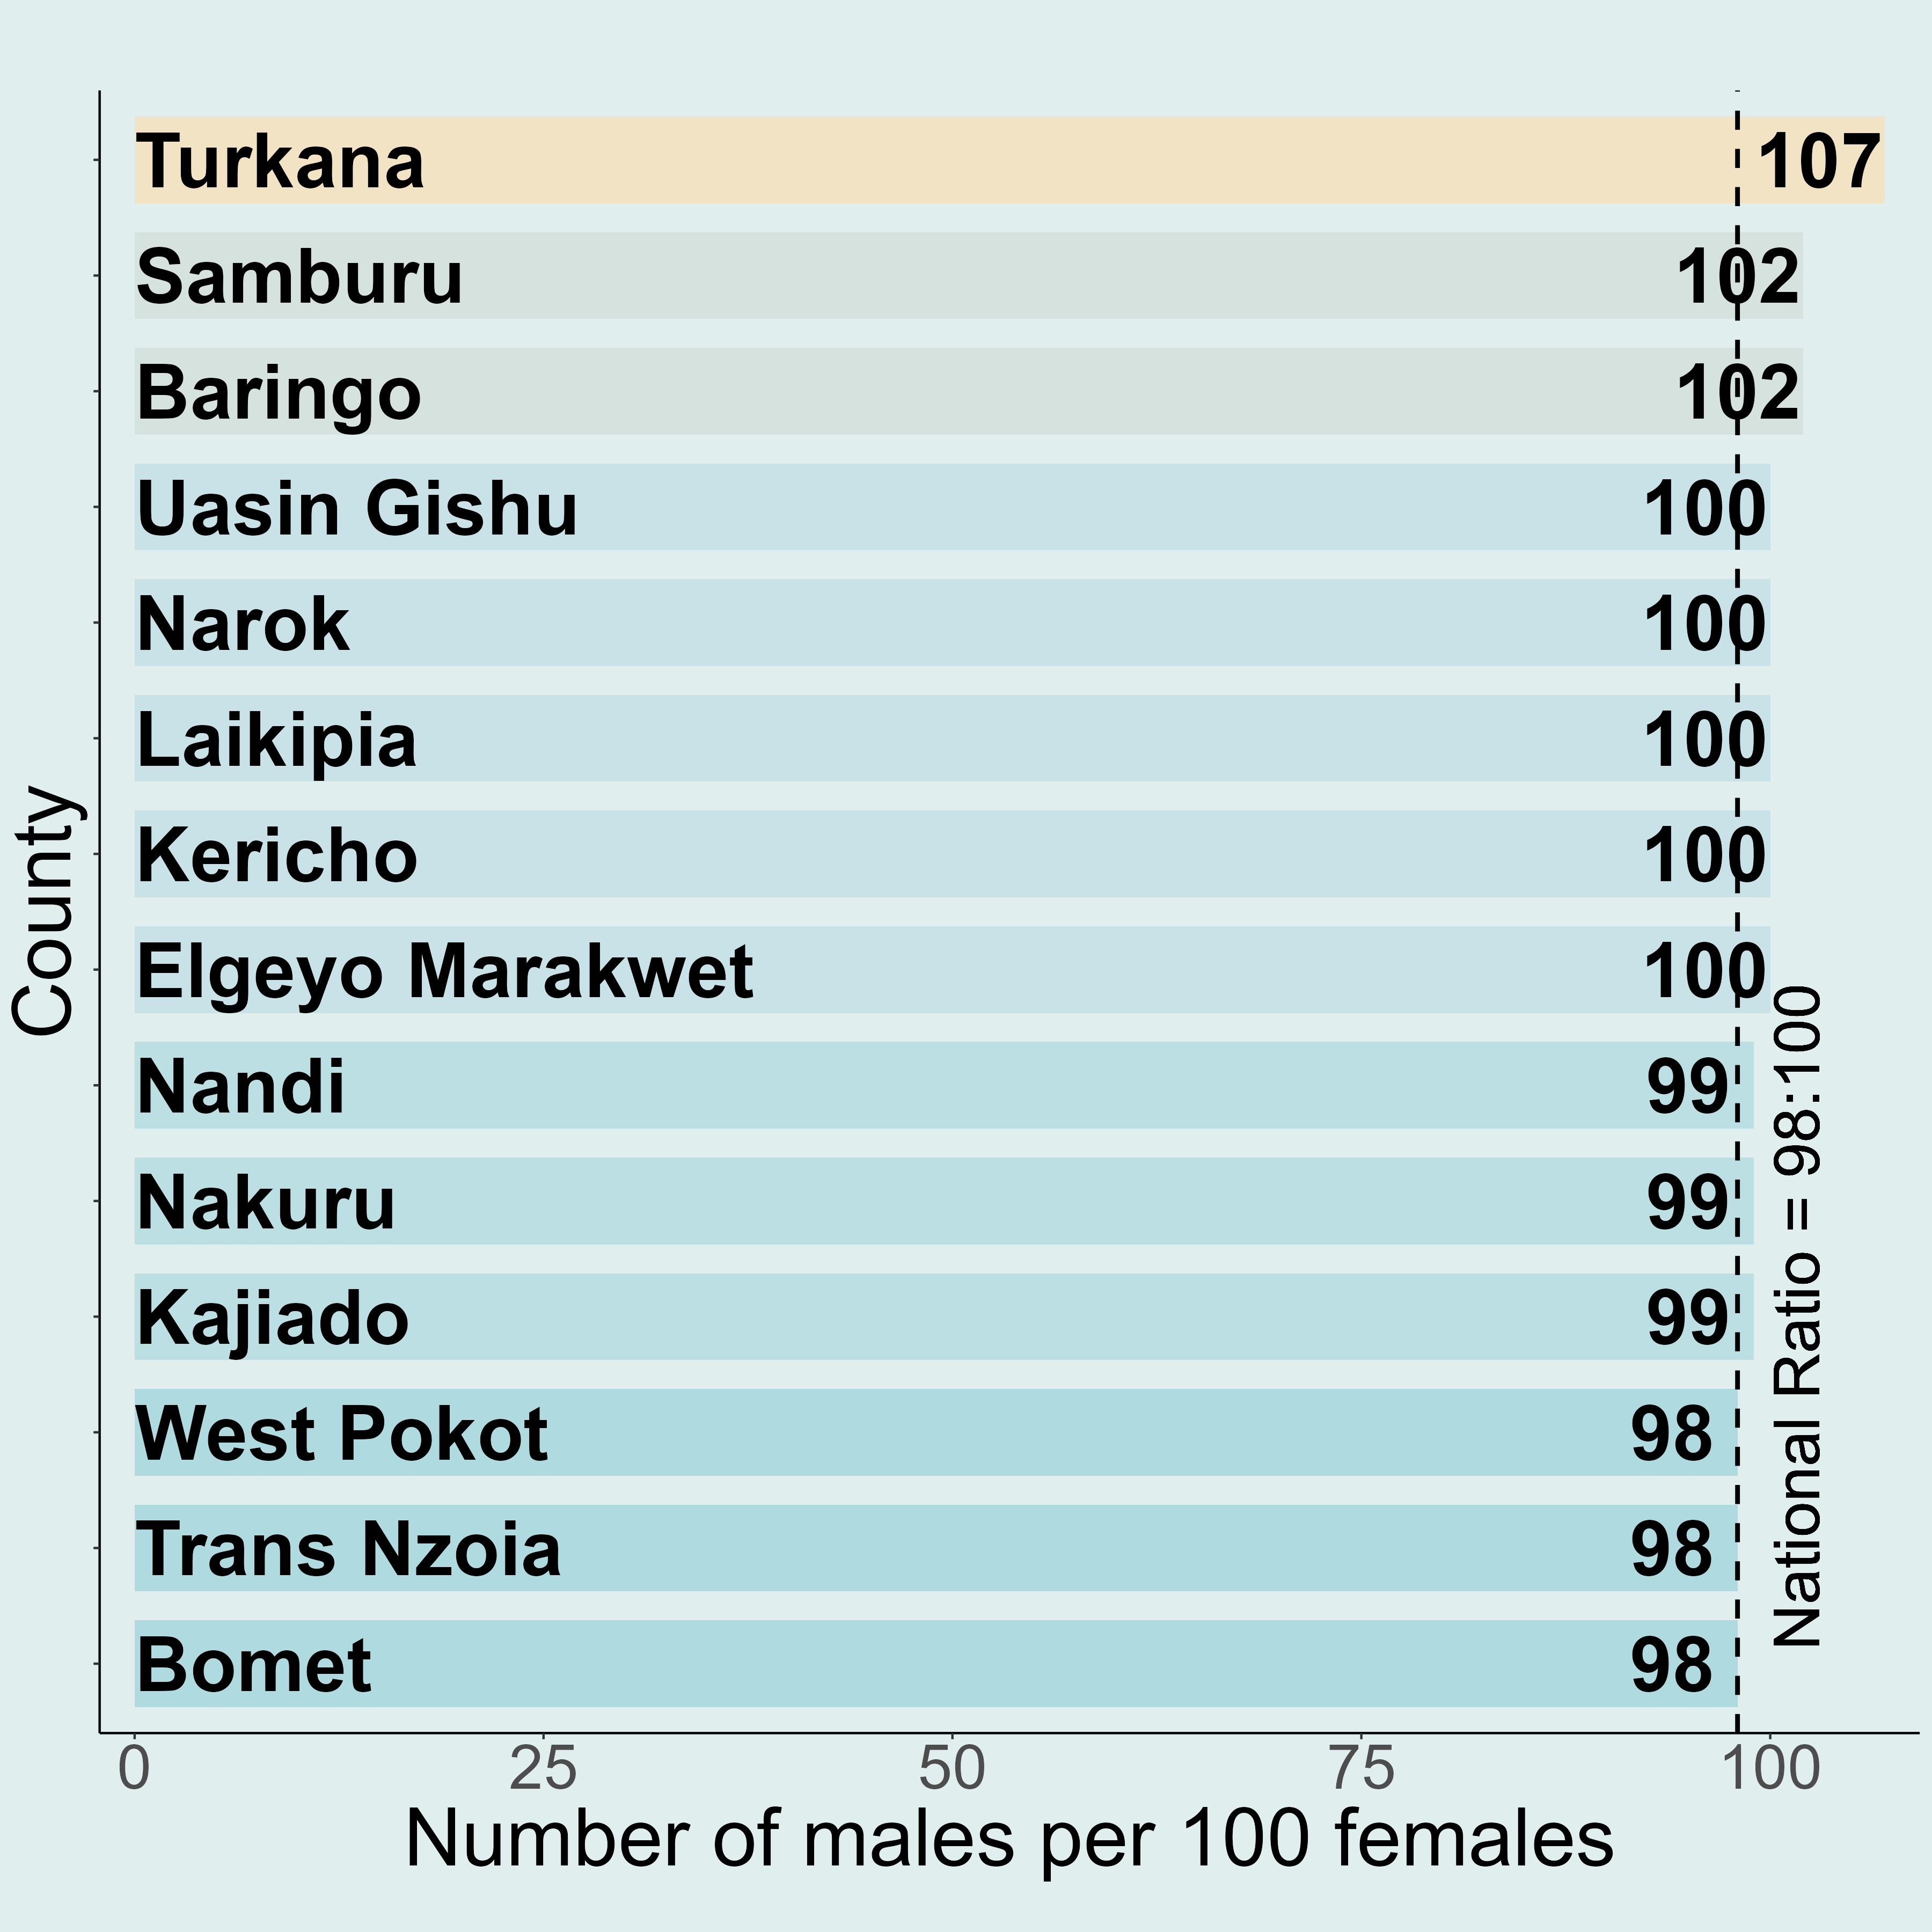 County
Turkana 107
Samburu 102
Baringo 102
Uasin Gishu 100
Narok 100
Laikipia 100
Kericho 100
Elgeyo Marakwet 100
Nandi 99
Nakuru 99
Kajiado 99
West Pokot 98
Trans Nzoia 98
Bomet 98
National Ratio = 98:100
0 25 50 75 100
Number of males per 100 females